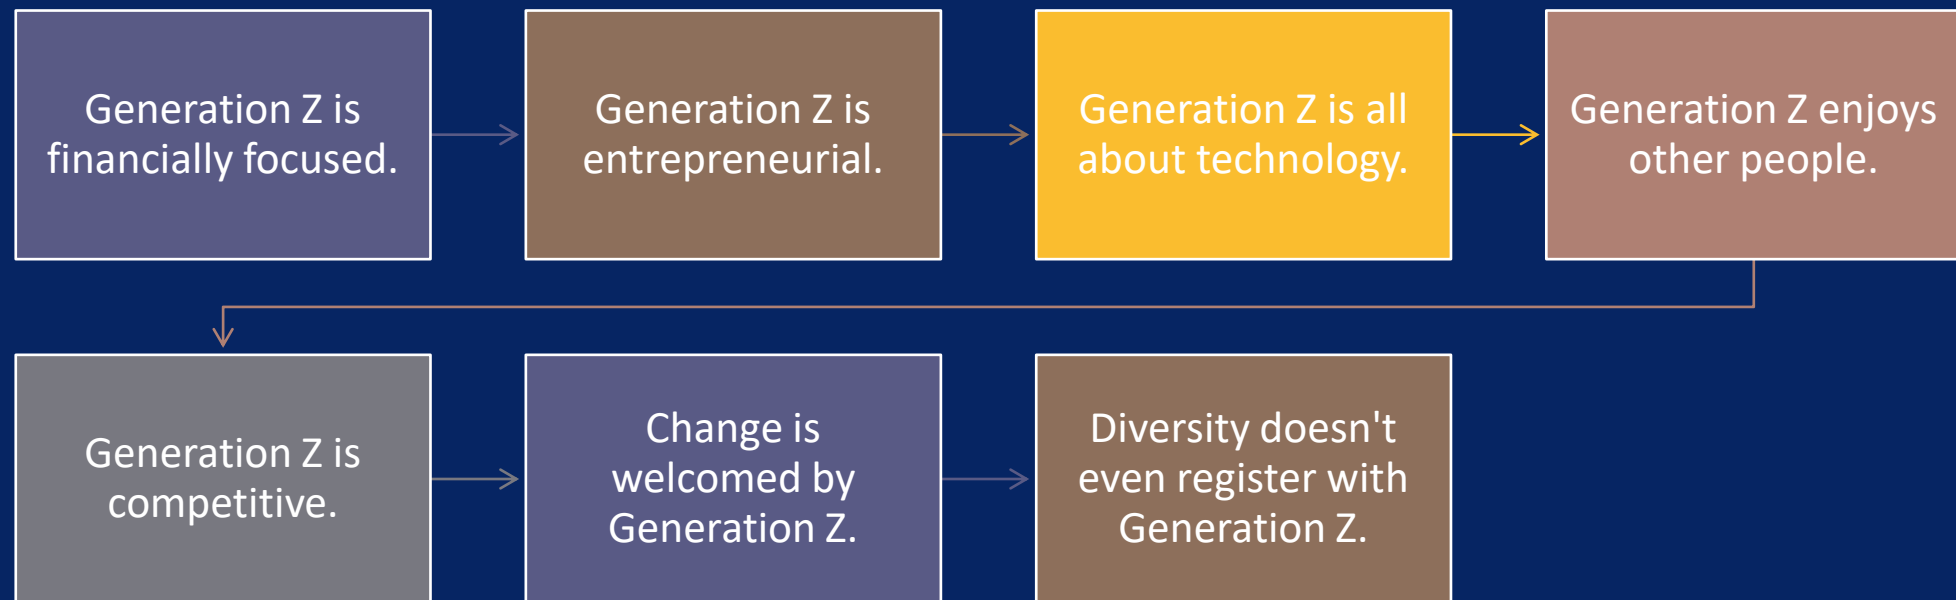 Generation Z is
financially focused.
Generation Z is
entrepreneurial.
Generation Z is all
about technology.
Generation Z enjoys
other people.
Generation Z is
competitive.
Change is
welcomed by
Generation Z.
Diversity doesn't
even register with
Generation Z.